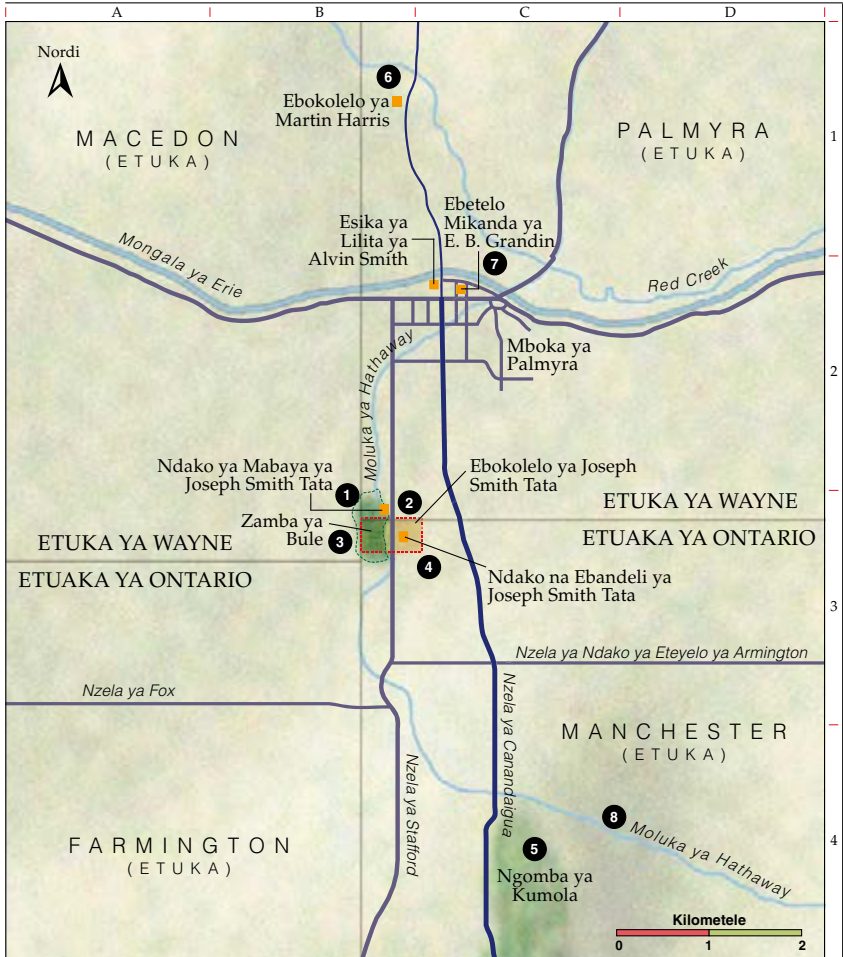 A B C D
Nordi
6
Ebokolelo ya
Martin Harris
MACEDON
(ETUKA)
PALMYRA
(ETUKA)
1
Esika ya
Lilita ya
Alvin Smith
Ebetelo
Mikanda ya
E. B. Grandin
7
Mongala ya Erie
Red Creek
Moluka ya Hathaway
Mboka ya
Palmyra
2
Ndako ya Mabaya ya
Joseph Smith Tata
Ebokolelo ya Joseph
Smith Tata
1
2
Zamba ya
Bule
3
4
ETUKA YA WAYNE
ETUKA YA WAYNE
ETUAKA YA ONTARIO
ETUAKA YA ONTARIO
Ndako na Ebandeli ya
Joseph Smith Tata
3
Nzela ya Ndako ya Eteyelo ya Armington
Nzela ya Fox
Nzela ya Stafford
Nzela ya Canandaigua
MANCHESTER
(ETUKA)
8
Moluka ya Hathaway
FARMINGTON
(ETUKA)
5
Ngomba ya
Kumola
4
Kilometele
0 1 2